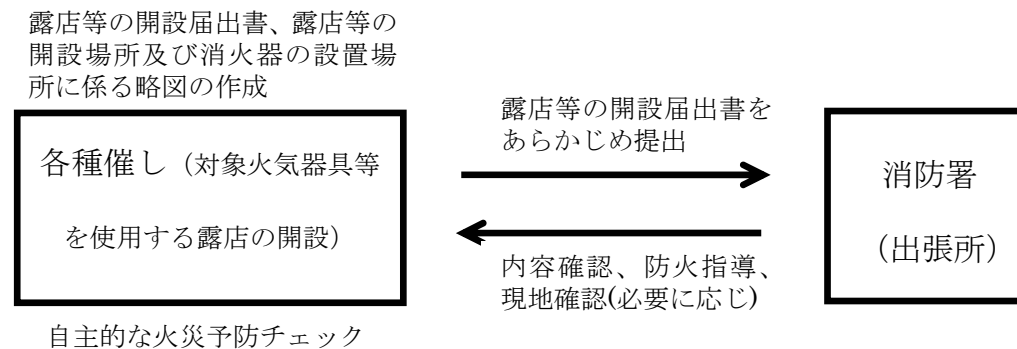 露店等の開設届出書、露店等の
開設場所及び消火器の設置場
所に係る略図の作成
各種催し（対象火気器具等
を使用する露店の開設）
自主的な火災予防チェック
露店等の開設届出書を
あらかじめ提出
内容確認、防火指導、
現地確認(必要に応じ)
消防署
（出張所）